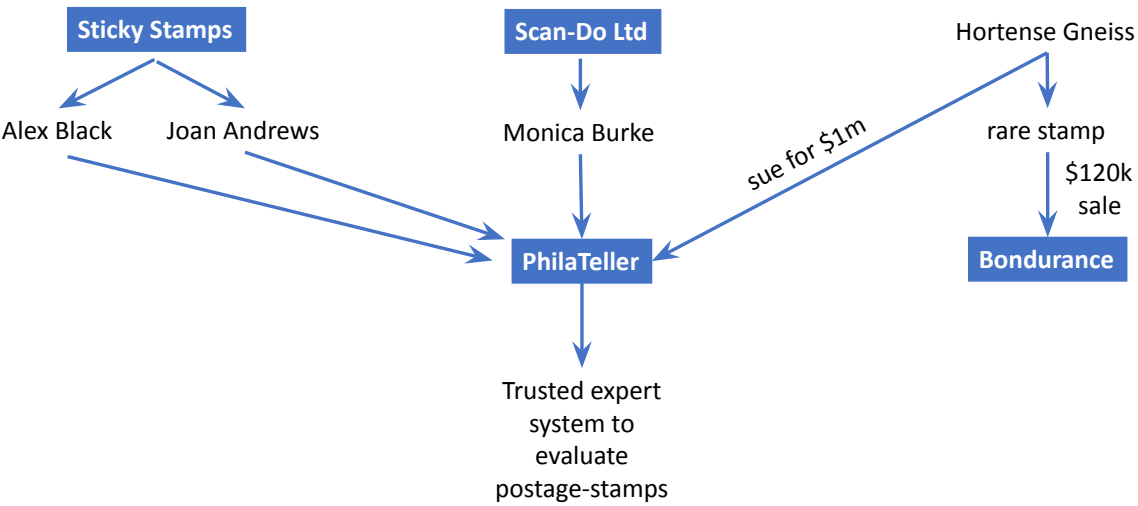 Sticky Stamps
Scan-Do Ltd
Hortense Gneiss
Alex Black
Joan Andrews
Monica Burke
sue for $1m
rare stamp
$120k
sale
PhilaTeller
Bondurance
Trusted expert
system to
evaluate
postage-stamps